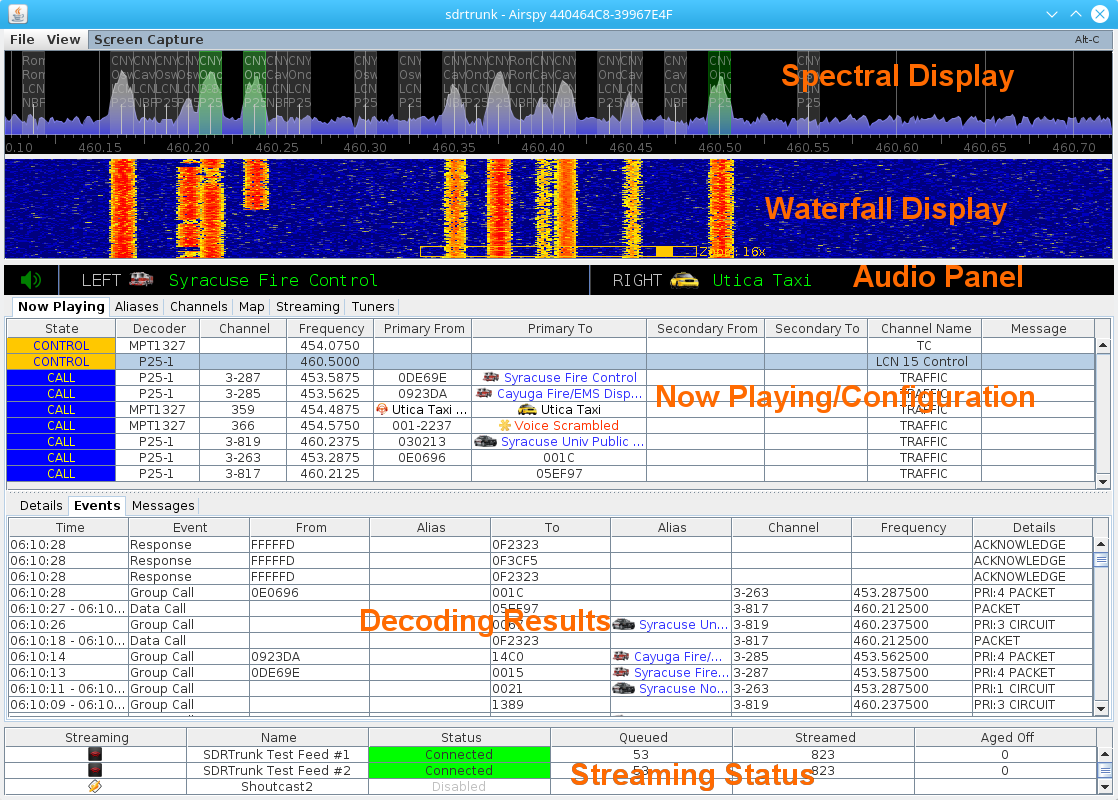 sdrtrunk - Airspy 440464C8-39967E4F
File View Screen Capture Alt-C
Spectral Display
0.10 460.15 460.20 460.25 460.30 460.35 460.40 460.45 460.50 460.55 460.60 460.65 460.70
Waterfall Display
Zoom: 16x
LEFT Syracuse Fire Control RIGHT Utica Taxi Audio Panel
Now Playing Aliases Channels Map Streaming Tuners
State Decoder Channel Frequency Primary From Primary To Secondary From Secondary To Channel Name Message
CONTROL MPT1327 454.0750 TC
CONTROL P25-1 460.5000 LCN 15 Control
CALL P25-1 3-287 453.5875 0DE69E Syracuse Fire Control TRAFFIC
CALL P25-1 3-285 453.5625 0923DA Cayuga Fire/EMS Disp... TRAFFIC
Now Playing/Configuration
CALL MPT1327 359 454.4875 Utica Taxi ... Utica Taxi TRAFFIC
CALL MPT1327 366 454.5750 001-2237 Voice Scrambled TRAFFIC
CALL P25-1 3-819 460.2375 030213 Syracuse Univ Public ... TRAFFIC
CALL P25-1 3-263 453.2875 0E0696 001C TRAFFIC
CALL P25-1 3-817 460.2125 05EF97 TRAFFIC
Details Events Messages
Time Event From Alias To Alias Channel Frequency Details
06:10:28 Response FFFFFD 0F2323 ACKNOWLEDGE
06:10:28 Response FFFFFD 0F3CF5 ACKNOWLEDGE
06:10:28 Response FFFFFD 0F2323 ACKNOWLEDGE
06:10:28 Group Call 0E0696 001C 3-263 453.287500 PRI:4 PACKET
06:10:27 - 06:10... Data Call 05EF97 3-817 460.212500 PACKET
Decoding Results
06:10:26 Group Call Syracuse Un... 3-819 460.237500 PRI:3 CIRCUIT
06:10:18 - 06:10... Data Call 0F2323 3-817 460.212500 PACKET
06:10:14 Group Call 0923DA 14C0 Cayuga Fire/... 3-285 453.562500 PRI:4 PACKET
06:10:13 Group Call 0DE69E 0015 Syracuse Fire... 3-287 453.587500 PRI:4 PACKET
06:10:11 - 06:10... Group Call 0021 Syracuse No... 3-263 453.287500 PRI:1 CIRCUIT
06:10:09 - 06:10... Group Call 1389 3-819 460.237500 PRI:3 CIRCUIT
Streaming Name Status Queued Streamed Aged Off
SDRTrunk Test Feed #1 Connected 53 823 0
SDRTrunk Test Feed #2 Connected 53 823 0
Streaming Status
Shoutcast2 Disabled